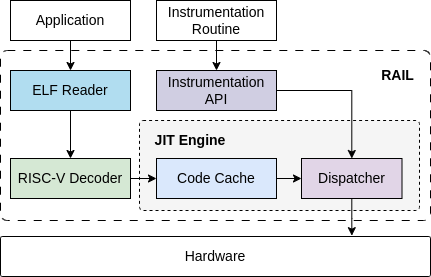 Application
Instrumentation
Routine
RAIL
ELF Reader
Instrumentation
API
JIT Engine
RISC-V Decoder
Code Cache
Dispatcher
Hardware